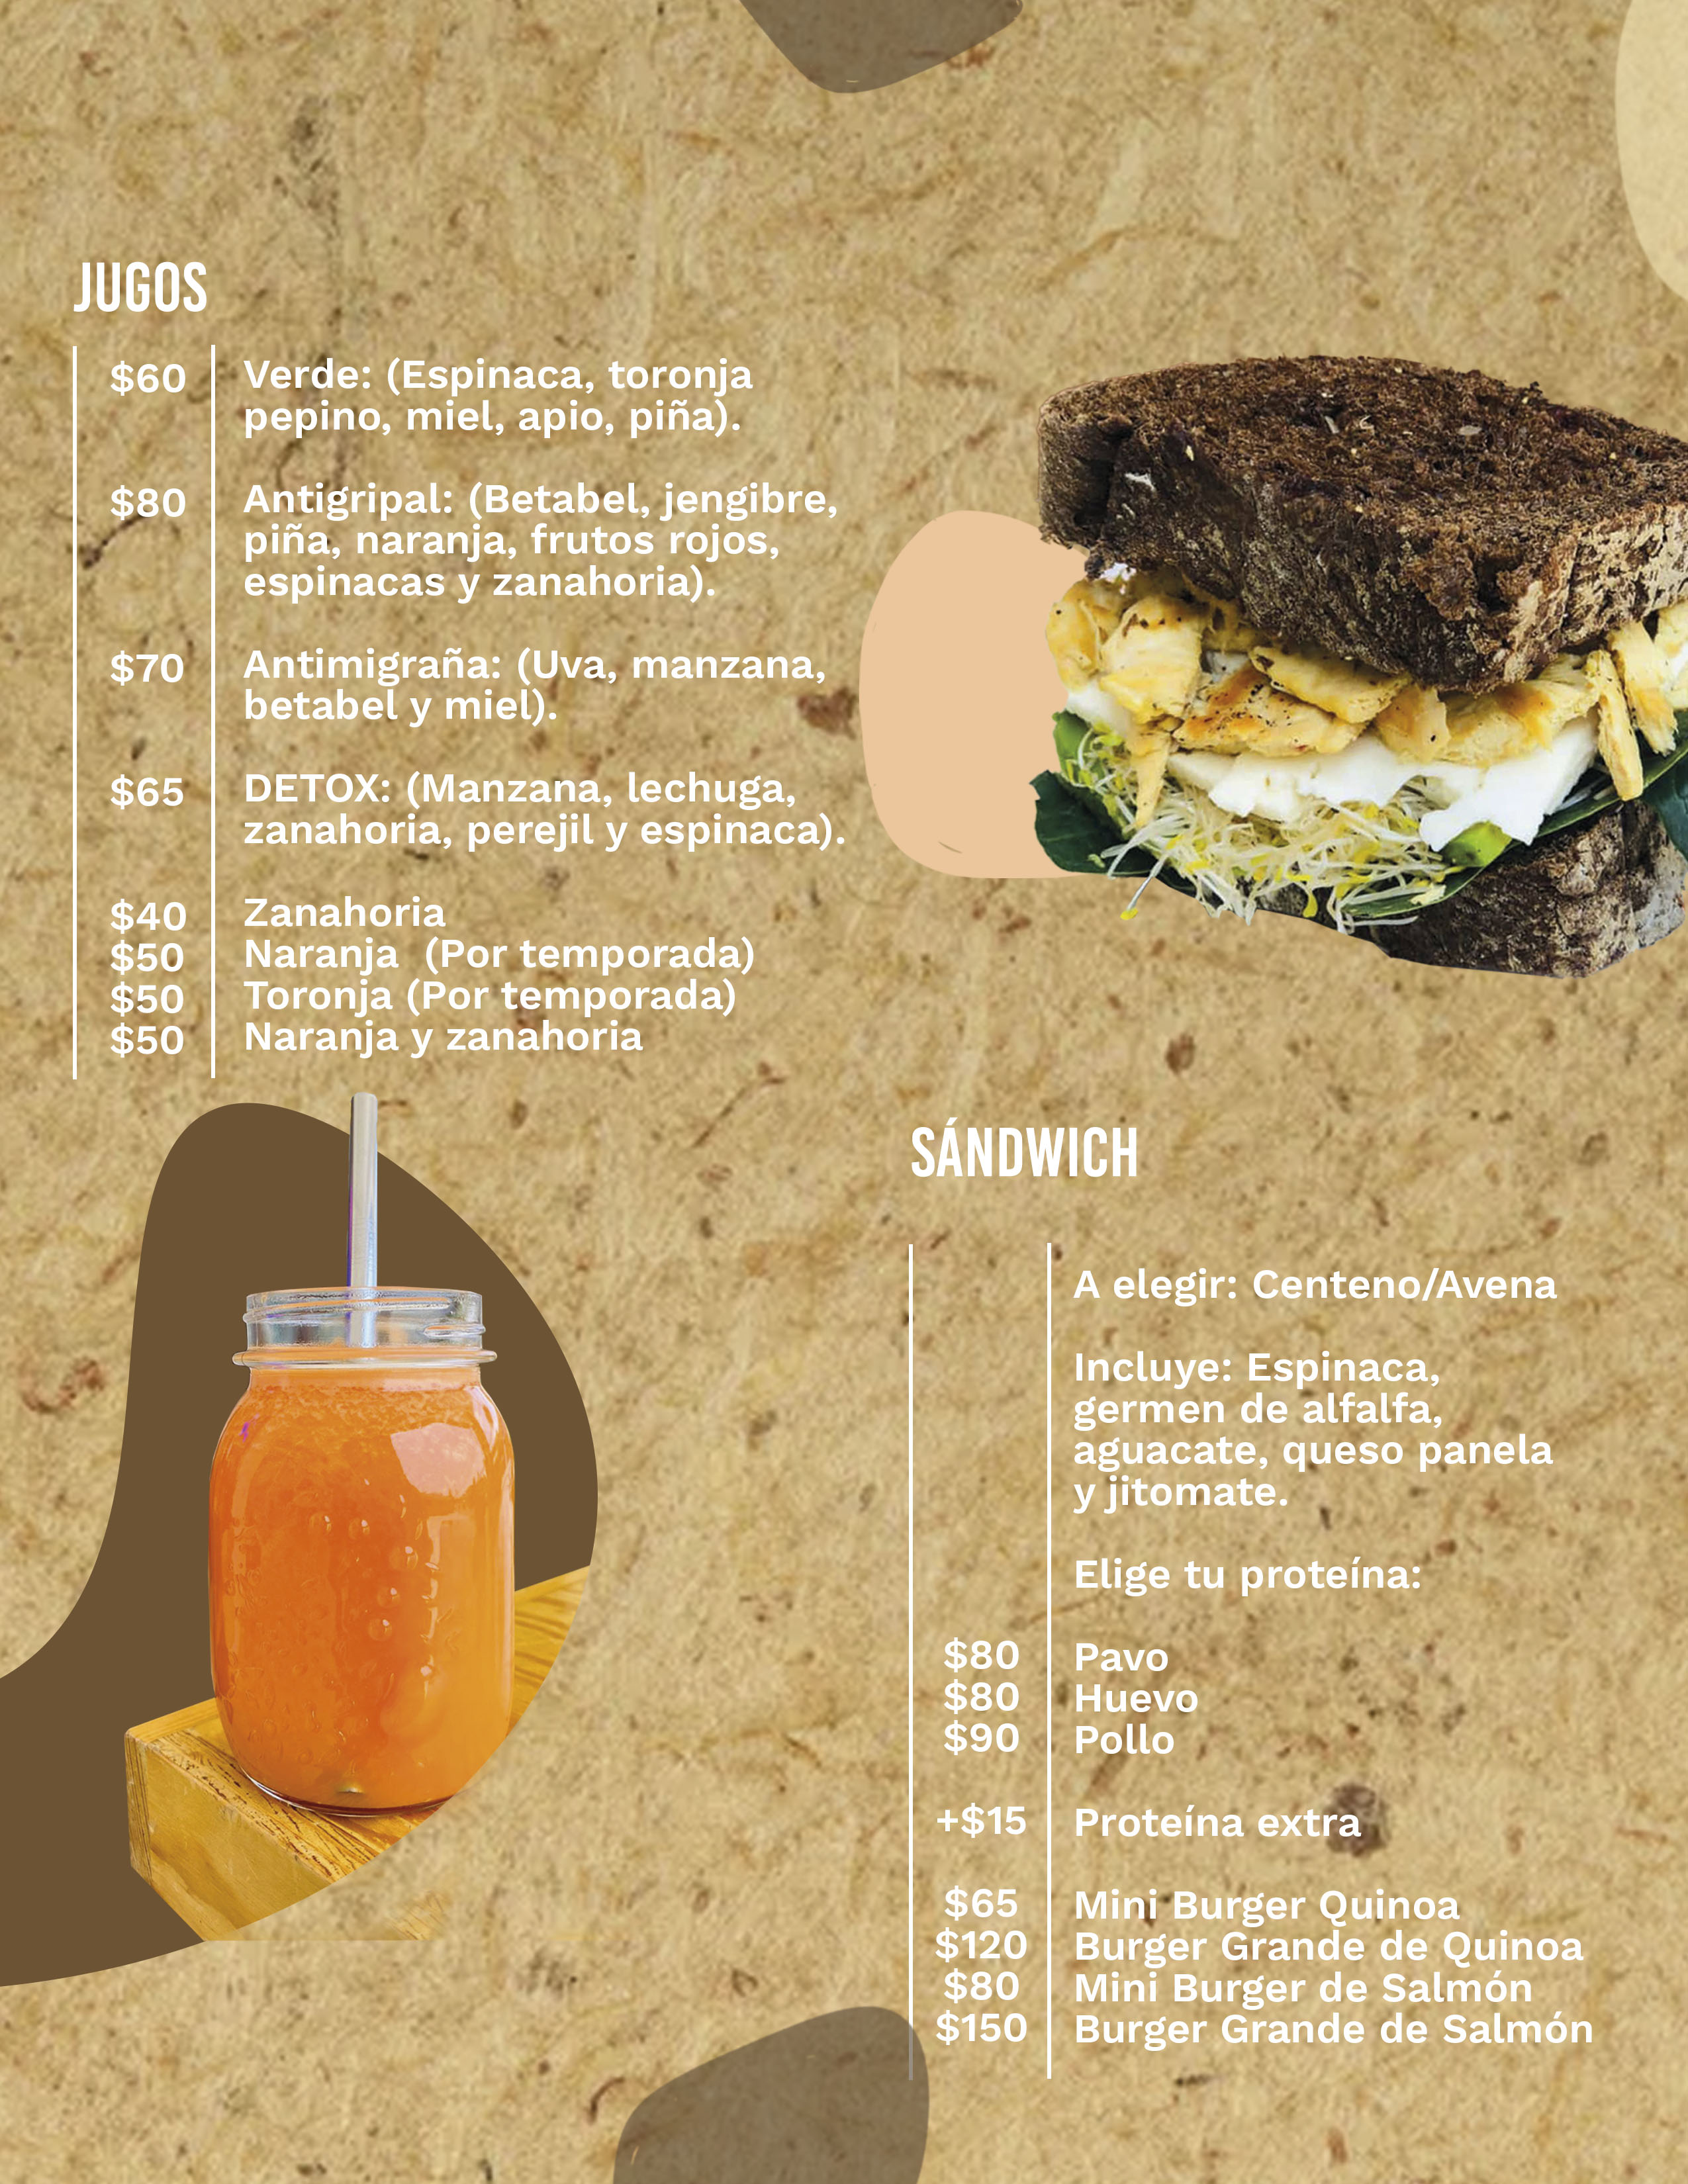 JUGOS
$60 Verde: (Espinaca, toronja
pepino, miel, apio, piña).
$80 Antigripal: (Betabel, jengibre,
piña, naranja, frutos rojos,
espinacas y zanahoria).
$70 Antimigraña: (Uva, manzana,
betabel y miel).
$65 DETOX: (Manzana, lechuga,
zanahoria, perejil y espinaca).
$40 Zanahoria
$50 Naranja (Por temporada)
$50 Toronja (Por temporada)
$50 Naranja y zanahoria
SÁNDWICH
A elegir: Centeno/Avena
Incluye: Espinaca,
germen de alfalfa,
aguacate, queso panela
y jitomate.
Elige tu proteína:
$80 Pavo
$80 Huevo
$90 Pollo
+$15 Proteína extra
$65 Mini Burger Quinoa
$120 Burger Grande de Quinoa
$80 Mini Burger de Salmón
$150 Burger Grande de Salmón